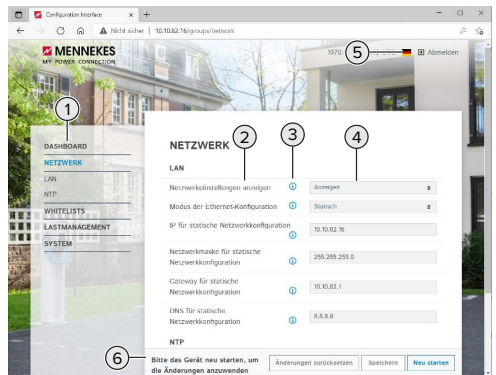 Configuration Interface
Nicht sicher | 10.10.82.16/groups/network
MENNEKES
MY POWER CONNECTION
1970
5
Abmelden
1
DASHBOARD
NETZWERK
LAN
NTP
WHITELISTS
LASTMANAGEMENT
SYSTEM
NETZWERK
2
3
4
LAN
Netzwerkeinstellungen anzeigen
Anzeigen
Modus der Ethernet-Konfiguration
Statisch
IP für statische Netzwerkkonfiguration
10.10.82.16
Netzwerkmaske für statische
Netzwerkkonfiguration
255.255.255.0
Gateway für statische
Netzwerkkonfiguration
10.10.82.1
DNS für statische
Netzwerkkonfiguration
8.8.8.8
NTP
6
Bitte das Gerät neu starten, um
die Änderungen anzuwenden
Änderungen zurücksetzen
Speichern
Neu starten